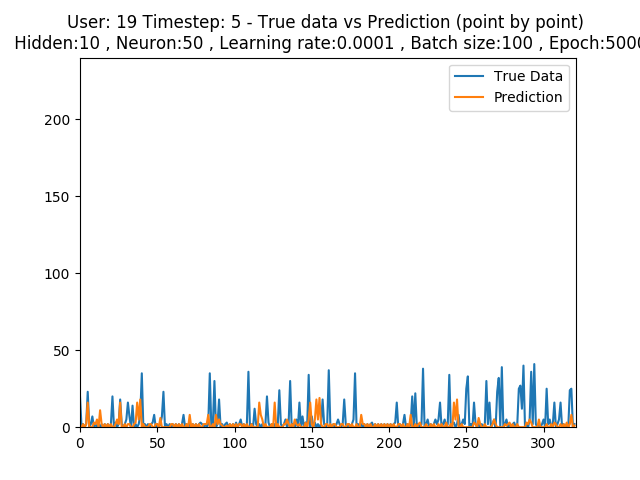 User: 19 Timestep: 5 - True data vs Prediction (point by point)
Hidden:10 , Neuron:50 , Learning rate:0.0001 , Batch size:100 , Epoch:5000
True Data
Prediction
200
150
100
50
0
0 50 100 150 200 250 300